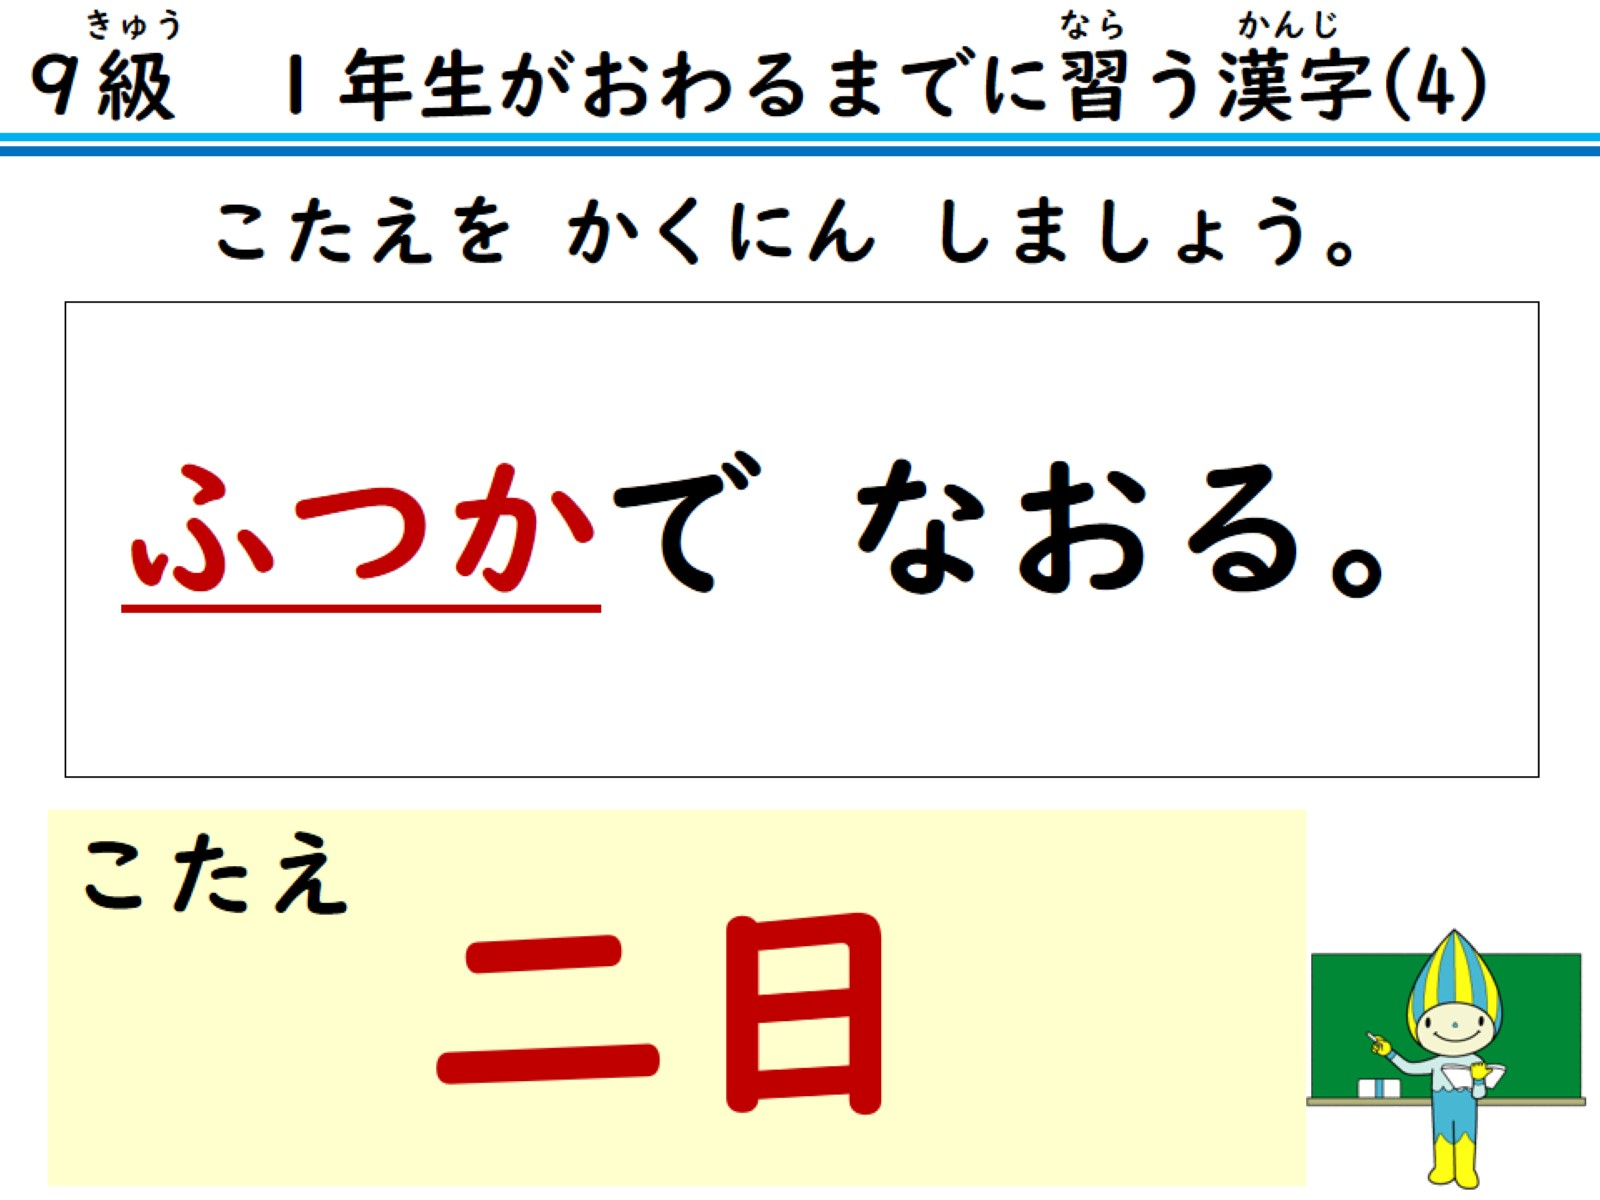 きゅう なら かんじ
9級 1年生がおわるまでに習う漢字(4)
こたえを かくにん しましょう。
ふつかで なおる。
こたえ
二日